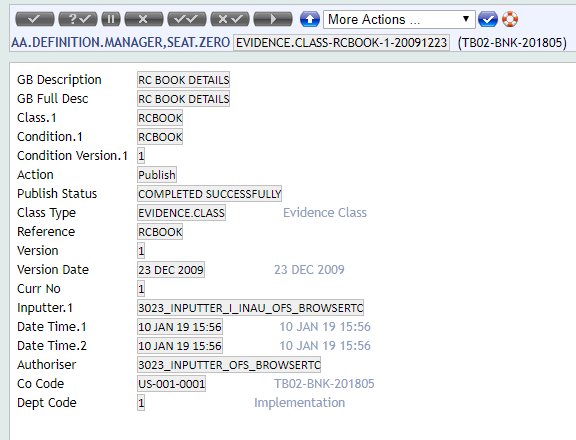 More Actions ...
AA.DEFINITION.MANAGER,SEAT.ZERO EVIDENCE.CLASS-RCBOOK-1-20091223 (TB02-BNK-201805)
GB Description RC BOOK DETAILS
GB Full Desc RC BOOK DETAILS
Class.1 RCBOOK
Condition.1 RCBOOK
Condition Version.1 1
Action Publish
Publish Status COMPLETED SUCCESSFULLY
Class Type EVIDENCE.CLASS Evidence Class
Reference RCBOOK
Version 1
Version Date 23 DEC 2009 23 DEC 2009
Curr No 1
Inputter.1 3023_INPUTTER_I_INAU_OFS_BROWSERTC
Date Time.1 10 JAN 19 15:56 10 JAN 19 15:56
Date Time.2 10 JAN 19 15:56 10 JAN 19 15:56
Authoriser 3023_INPUTTER_OFS_BROWSERTC
Co Code US-001-0001 TB02-BNK-201805
Dept Code 1 Implementation